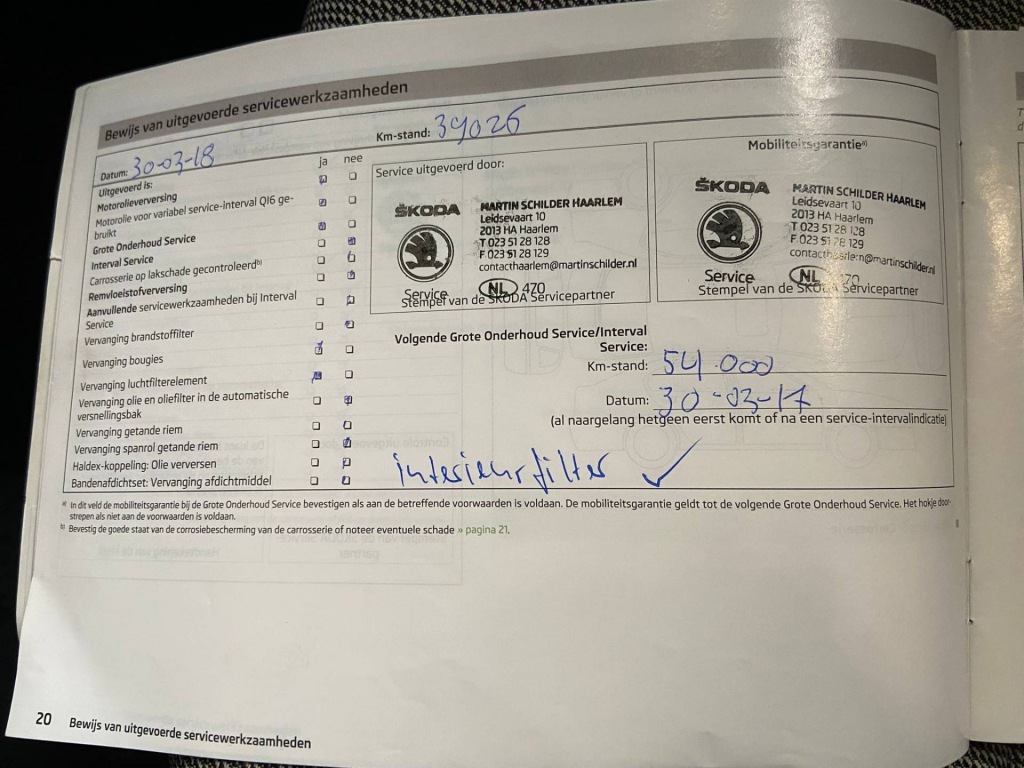 Bewijs van uitgevoerde servicewerkzaamheden
Datum: 30-03-18
Km-stand: 39026
ja nee
Uitgevoerd is:
Motorolieverversing
Motorolie voor variabel service-interval QI6 ge-
bruikt
Grote Onderhoud Service
Interval Service
Carrosserie op lakschade gecontroleerd b)
Remvloeistofverversing
Aanvullende servicewerkzaamheden bij Interval
Service
Vervanging brandstoffilter
Vervanging bougies
Vervanging luchtfilterelement
Vervanging olie en oliefilter in de automatische
versnellingsbak
Vervanging getande riem
Vervanging spanrol getande riem
Haldex-koppeling: Olie verversen
Bandenafdichtset: Vervanging afdichtmiddel
Service uitgevoerd door:
ŠKODA
Service
MARTIN SCHILDER HAARLEM
Leidsevaart 10
2013 HA Haarlem
T 023 51 28 128
F 023 51 28 129
contacthaarlem@martinschilder.nl
NL 470
Stempel van de ŠKODA Servicepartner
Mobiliteitsgarantie a)
ŠKODA
Service
MARTIN SCHILDER HAARLEM
Leidsevaart 10
2013 HA Haarlem
T 023 51 28 128
F 023 51 28 129
contacthaarlem@martinschilder.nl
NL 470
Stempel van de ŠKODA Servicepartner
Volgende Grote Onderhoud Service/Interval
Service:
Km-stand: 54.000
Datum: 30-03-17
(al naargelang hetgeen eerst komt of na een service-intervalindicatie)
interieurfilter ✓
a) In dit veld de mobiliteitsgarantie bij de Grote Onderhoud Service bevestigen als aan de betreffende voorwaarden is voldaan. De mobiliteitsgarantie geldt tot de volgende Grote Onderhoud Service. Het hokje door-
strepen als niet aan de voorwaarden is voldaan.
b) Bevestig de goede staat van de corrosiebescherming van de carrosserie of noteer eventuele schade » pagina 21.
20 Bewijs van uitgevoerde servicewerkzaamheden